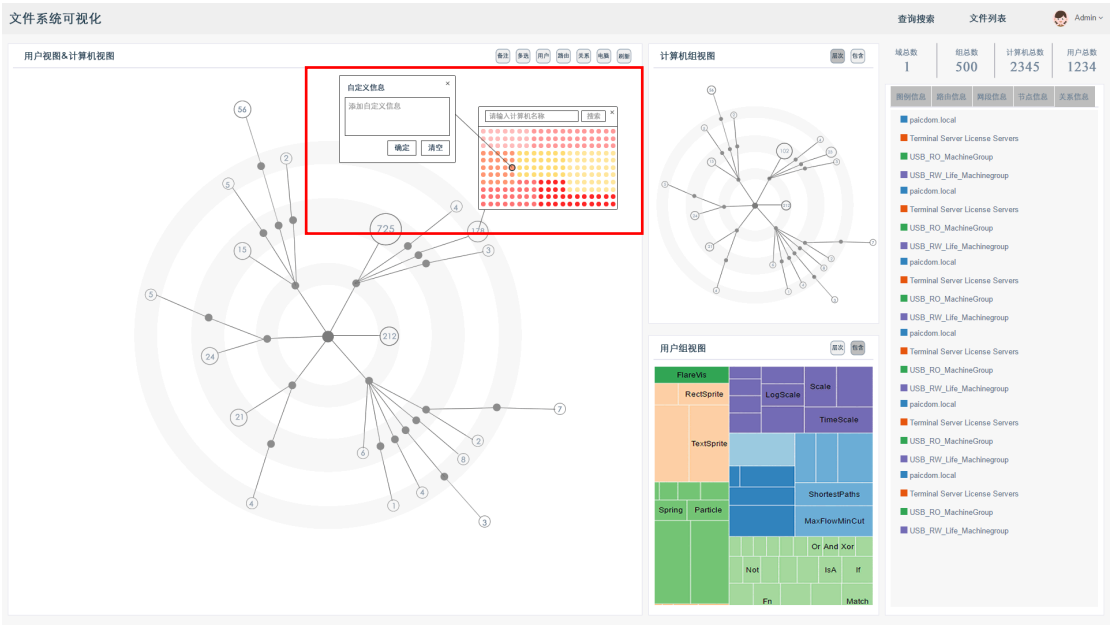 文件系统可视化
查询搜索
文件列表
Admin
用户视图&计算机视图
备注 多选 用户 路由 关系 电脑 刷新
自定义信息 ×
添加自定义信息
确定 清空
请输入计算机名称 搜索 ×
56
2
5
4
725
178
15
3
5
212
24
7
21
2
6
8
4
4
1
3
计算机组视图
层次 包含
102
212
用户组视图
层次 包含
FlareVis
RectSprite
LogScale
Scale
TimeScale
TextSprite
ShortestPaths
Spring
Particle
MaxFlowMinCut
Or And Xor
Not
IsA
If
Fn
Match
域总数 组总数 计算机总数 用户总数
1 500 2345 1234
图例信息 路由信息 网段信息 节点信息 关系信息
paicdom.local
Terminal Server License Servers
USB_RO_MachineGroup
USB_RW_Life_Machinegroup
paicdom.local
Terminal Server License Servers
USB_RO_MachineGroup
USB_RW_Life_Machinegroup
paicdom.local
Terminal Server License Servers
USB_RO_MachineGroup
USB_RW_Life_Machinegroup
paicdom.local
Terminal Server License Servers
USB_RO_MachineGroup
USB_RW_Life_Machinegroup
paicdom.local
Terminal Server License Servers
USB_RO_MachineGroup
USB_RW_Life_Machinegroup
paicdom.local
Terminal Server License Servers
USB_RO_MachineGroup
USB_RW_Life_Machinegroup